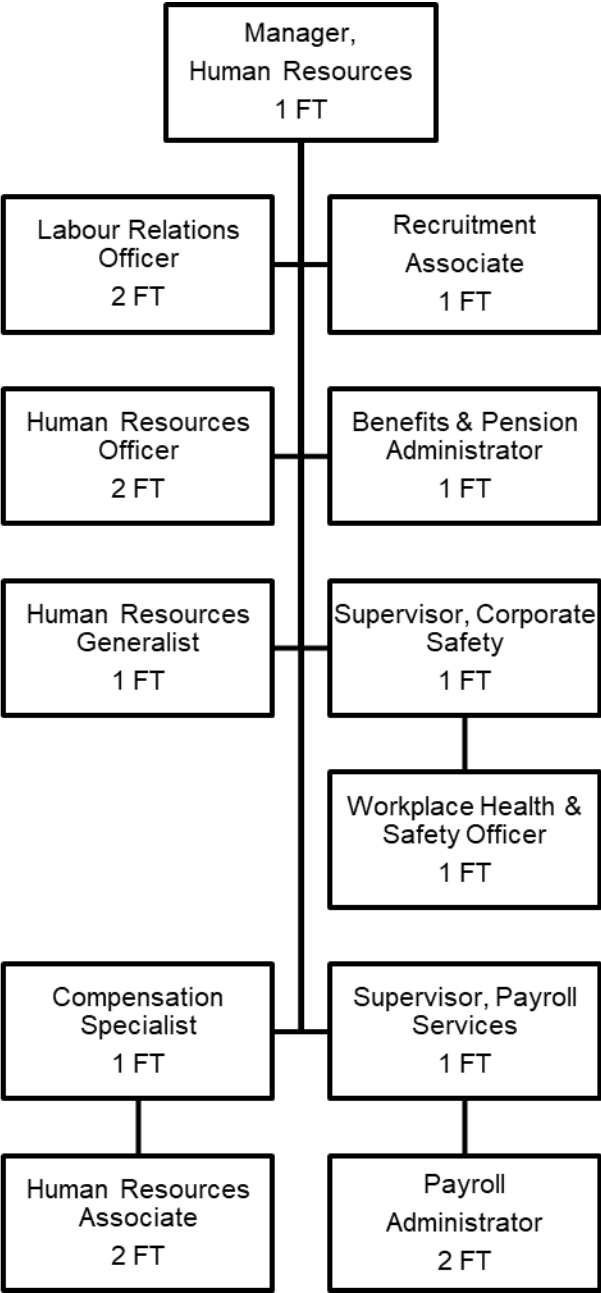 Manager,
Human Resources
1 FT
Labour Relations
Officer
2 FT
Recruitment
Associate
1 FT
Human Resources
Officer
2 FT
Benefits & Pension
Administrator
1 FT
Human Resources
Generalist
1 FT
Supervisor, Corporate
Safety
1 FT
Workplace Health &
Safety Officer
1 FT
Compensation
Specialist
1 FT
Supervisor, Payroll
Services
1 FT
Human Resources
Associate
2 FT
Payroll
Administrator
2 FT